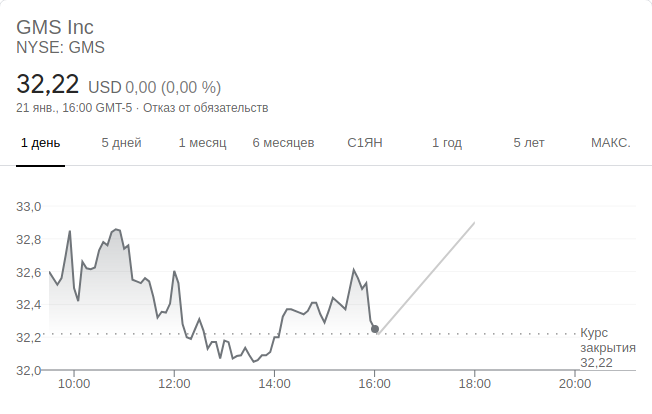 GMS Inc
NYSE: GMS
32,22 USD 0,00 (0,00 %)
21 янв., 16:00 GMT-5 · Отказ от обязательств
1 день 5 дней 1 месяц 6 месяцев С1ЯН 1 год 5 лет МАКС.
33,0
32,8
32,6
32,4
32,2
32,0
Курс
закрытия
32,22
10:00 12:00 14:00 16:00 18:00 20:00